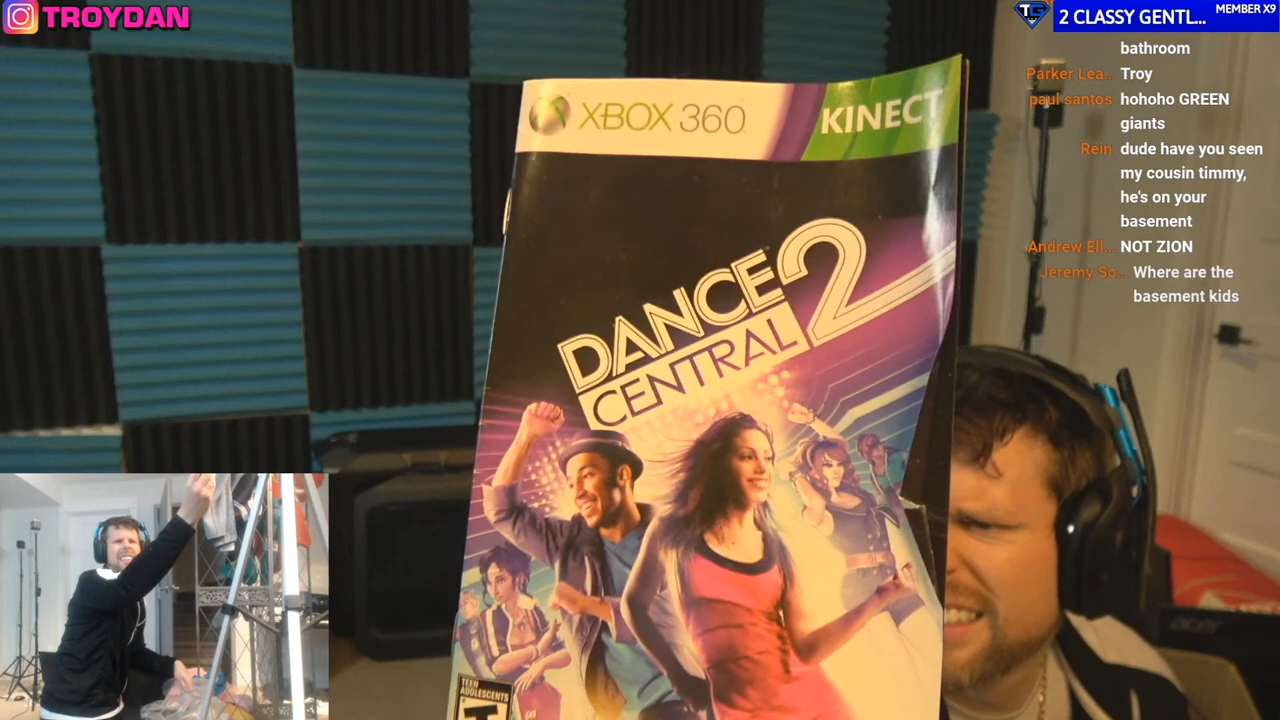 TROYDAN
TS
2 CLASSY GENTL...
MEMBER X9
bathroom
Parker Lea... Troy
paul santos hohoho GREEN
giants
Rein dude have you seen
my cousin timmy,
he's on your
basement
Andrew Ell... NOT ZION
Jeremy So... Where are the
basement kids
XBOX 360
KINECT
DANCE
CENTRAL 2
TEEN
ADOLESCENTS
T
acer